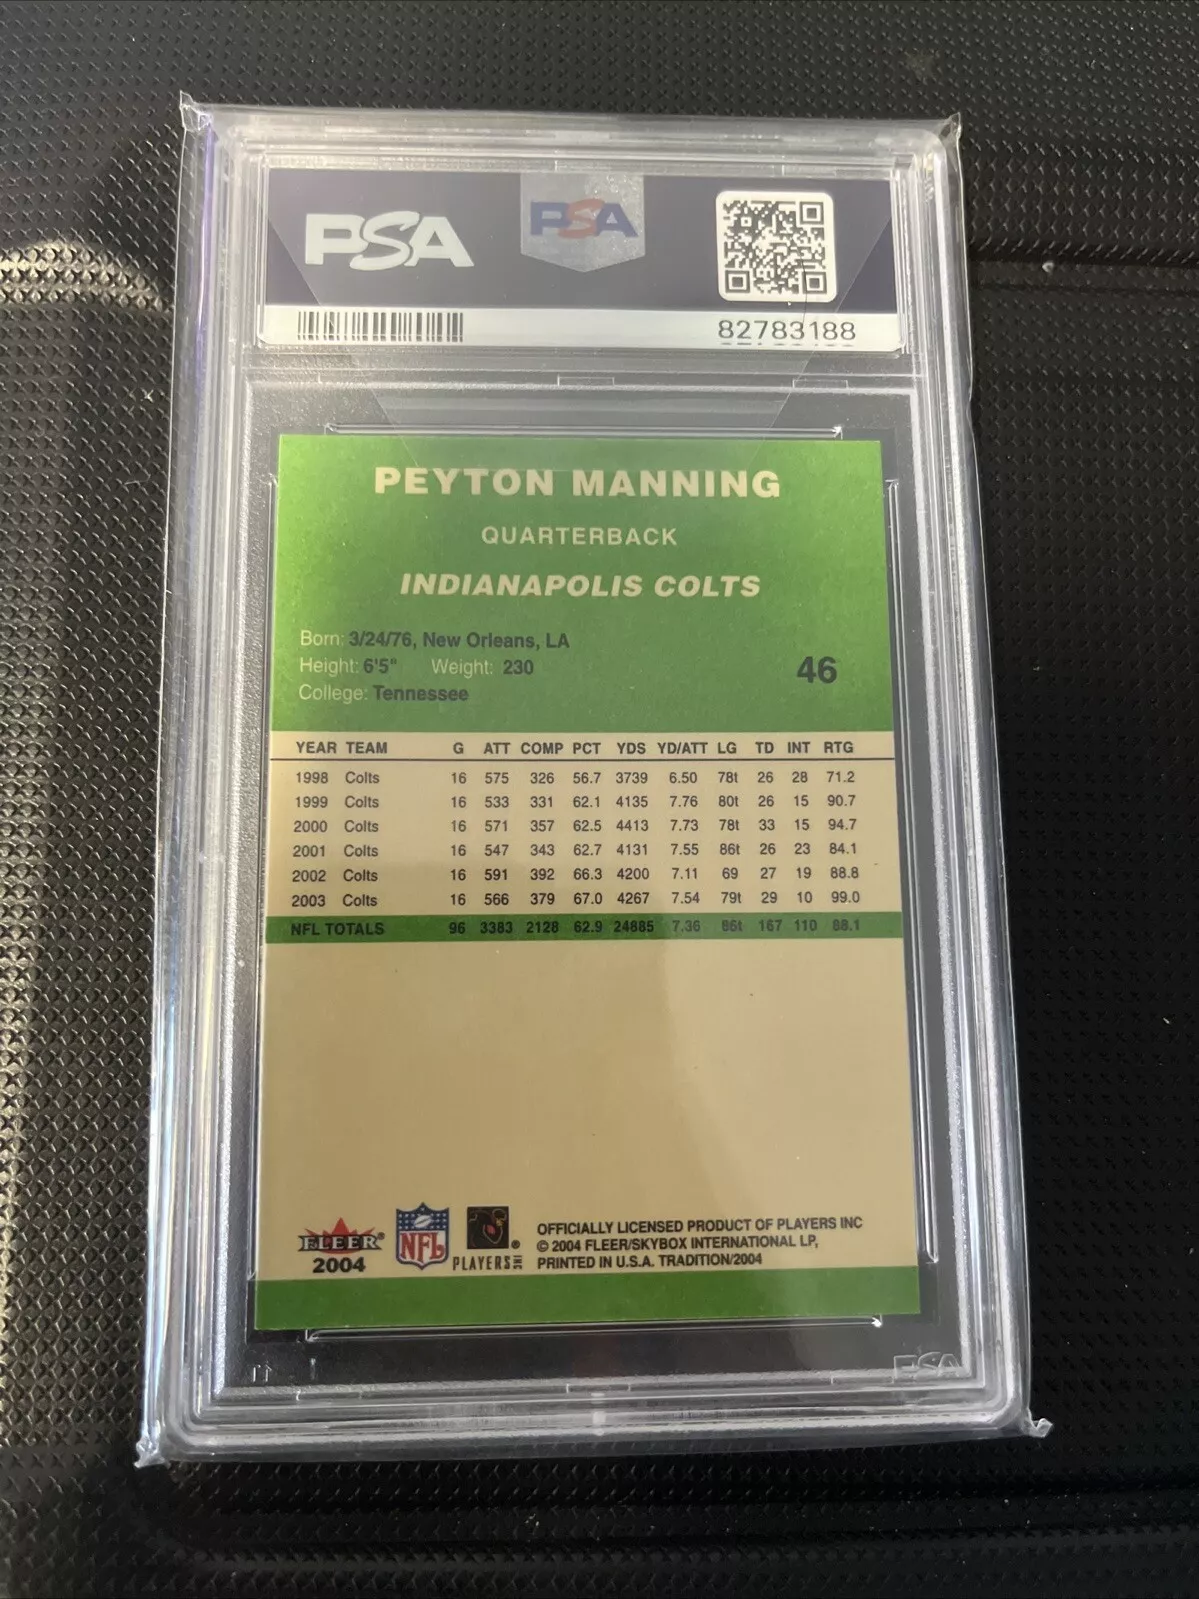 PSA PSA
82783188
PEYTON MANNING
QUARTERBACK
INDIANAPOLIS COLTS
Born: 3/24/76, New Orleans, LA
Height: 6'5" Weight: 230 46
College: Tennessee
YEAR TEAM G ATT COMP PCT YDS YD/ATT LG TD INT RTG
1998 Colts 16 575 326 56.7 3739 6.50 78t 26 28 71.2
1999 Colts 16 533 331 62.1 4135 7.76 80t 26 15 90.7
2000 Colts 16 571 357 62.5 4413 7.73 78t 33 15 94.7
2001 Colts 16 547 343 62.7 4131 7.55 86t 26 23 84.1
2002 Colts 16 591 392 66.3 4200 7.11 69 27 19 88.8
2003 Colts 16 566 379 67.0 4267 7.54 79t 29 10 99.0
NFL TOTALS 96 3383 2128 62.9 24885 7.36 86t 167 110 88.1
FLEER
2004
NFL
PLAYERS INC ®
OFFICIALLY LICENSED PRODUCT OF PLAYERS INC
© 2004 FLEER/SKYBOX INTERNATIONAL LP,
PRINTED IN U.S.A. TRADITION/2004
PSA